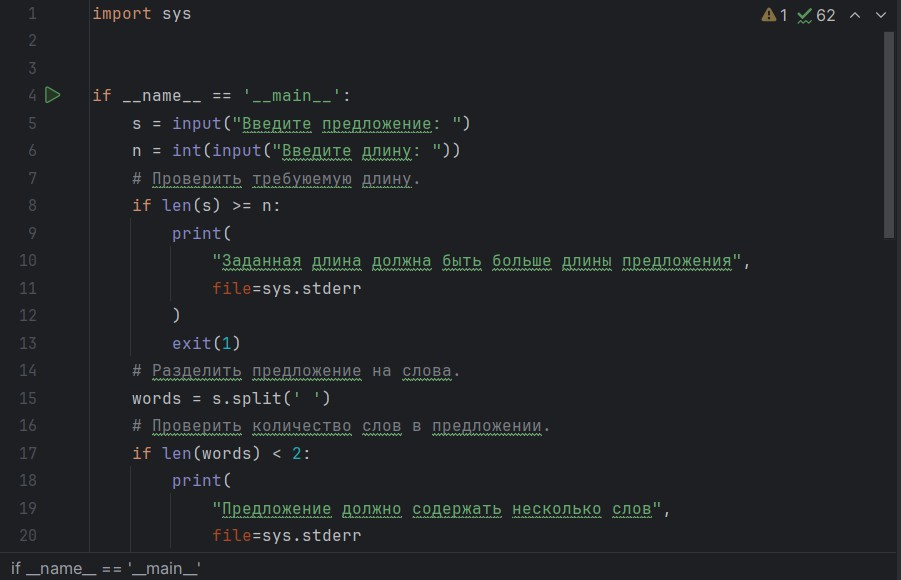 1 import sys 1 62
2
3
4 if __name__ == '__main__':
5 s = input("Введите предложение: ")
6 n = int(input("Введите длину: "))
7 # Проверить требуюемую длину.
8 if len(s) >= n:
9 print(
10 "Заданная длина должна быть больше длины предложения",
11 file=sys.stderr
12 )
13 exit(1)
14 # Разделить предложение на слова.
15 words = s.split(' ')
16 # Проверить количество слов в предложении.
17 if len(words) < 2:
18 print(
19 "Предложение должно содержать несколько слов",
20 file=sys.stderr
if __name__ == '__main__'